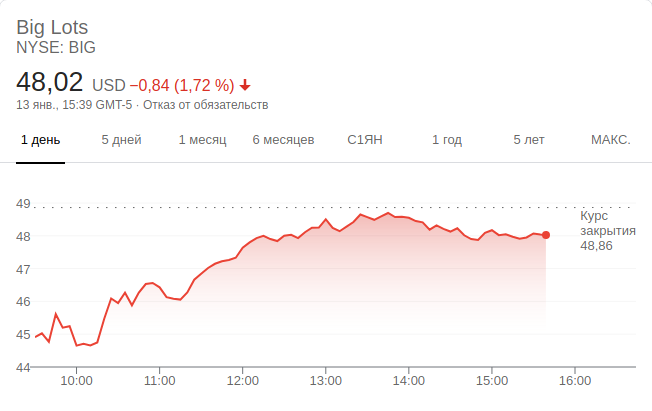 Big Lots
NYSE: BIG
48,02 USD −0,84 (1,72 %)
13 янв., 15:39 GMT-5 · Отказ от обязательств
1 день 5 дней 1 месяц 6 месяцев С1ЯН 1 год 5 лет МАКС.
49
Курс
закрытия
48,86
48
47
46
45
44
10:00 11:00 12:00 13:00 14:00 15:00 16:00